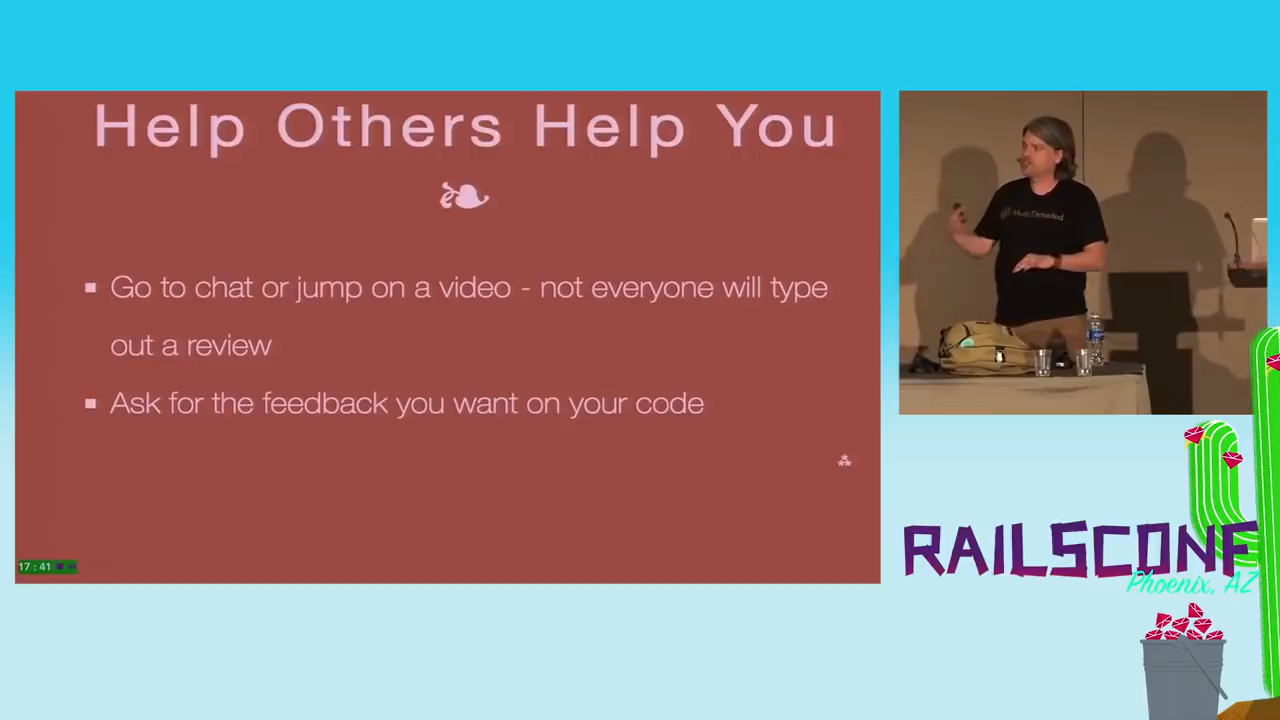 Help Others Help You
Go to chat or jump on a video - not everyone will type
out a review
Ask for the feedback you want on your code
17:41
MultiThreaded
RAILSCONF
Phoenix, AZ